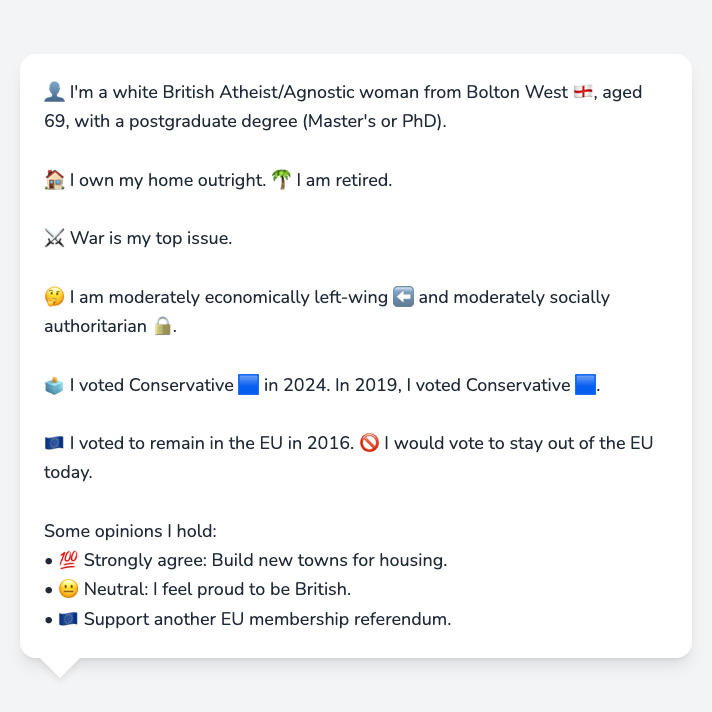 👤 I'm a white British Atheist/Agnostic woman from Bolton West 🏴󠁧󠁢󠁥󠁮󠁧󠁿, aged
69, with a postgraduate degree (Master's or PhD).
🏠 I own my home outright. 🌴 I am retired.
⚔️ War is my top issue.
🤔 I am moderately economically left-wing ⬅️ and moderately socially
authoritarian 🔒.
🗳️ I voted Conservative 🟦 in 2024. In 2019, I voted Conservative 🟦.
🇪🇺 I voted to remain in the EU in 2016. 🚫 I would vote to stay out of the EU
today.
Some opinions I hold:
• 💯 Strongly agree: Build new towns for housing.
• 😐 Neutral: I feel proud to be British.
• 🇪🇺 Support another EU membership referendum.